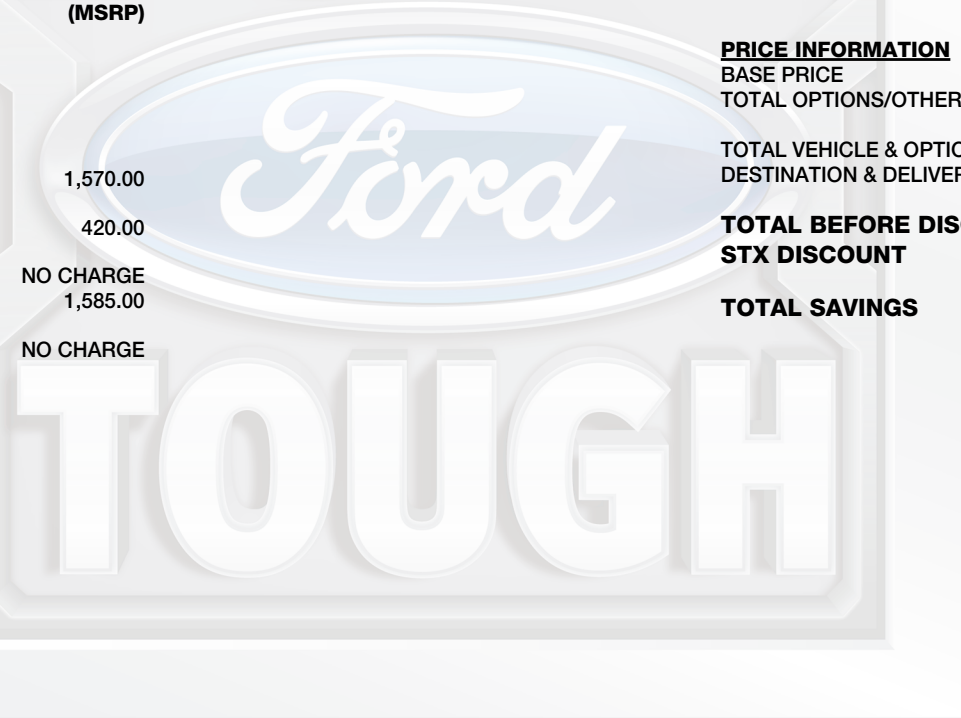 (MSRP)
1,570.00
420.00
NO CHARGE
1,585.00
NO CHARGE
PRICE INFORMATION
BASE PRICE
TOTAL OPTIONS/OTHER
TOTAL VEHICLE & OPTIO
DESTINATION & DELIVER
TOTAL BEFORE DISC
STX DISCOUNT
TOTAL SAVINGS
Ford
TOUGH